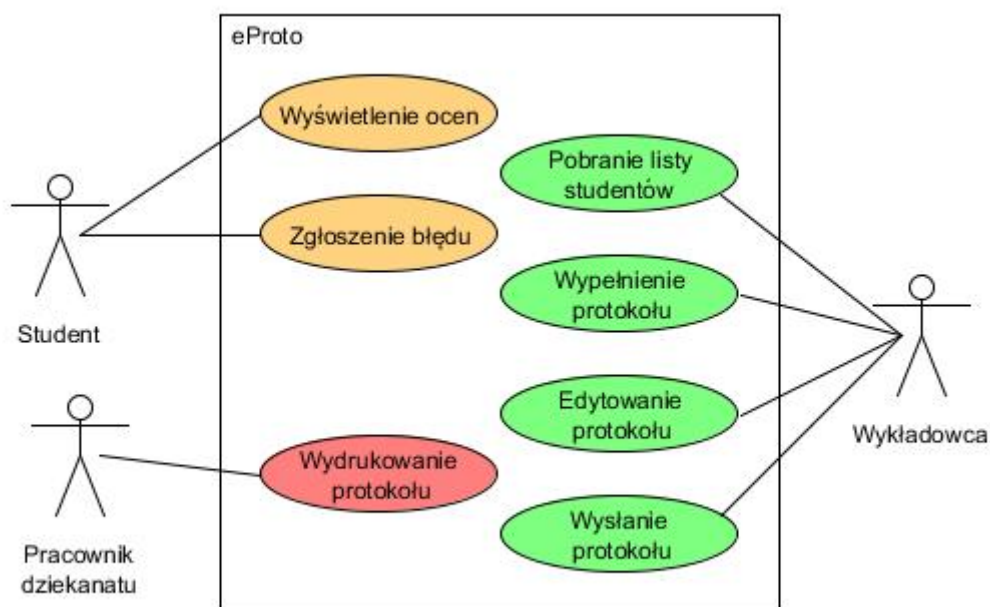 eProto
Wyświetlenie ocen
Pobranie listy
studentów
Zgłoszenie błędu
Wypełnienie
protokołu
Student
Edytowanie
protokołu
Wykładowca
Wydrukowanie
protokołu
Wysłanie
protokołu
Pracownik
dziekanatu